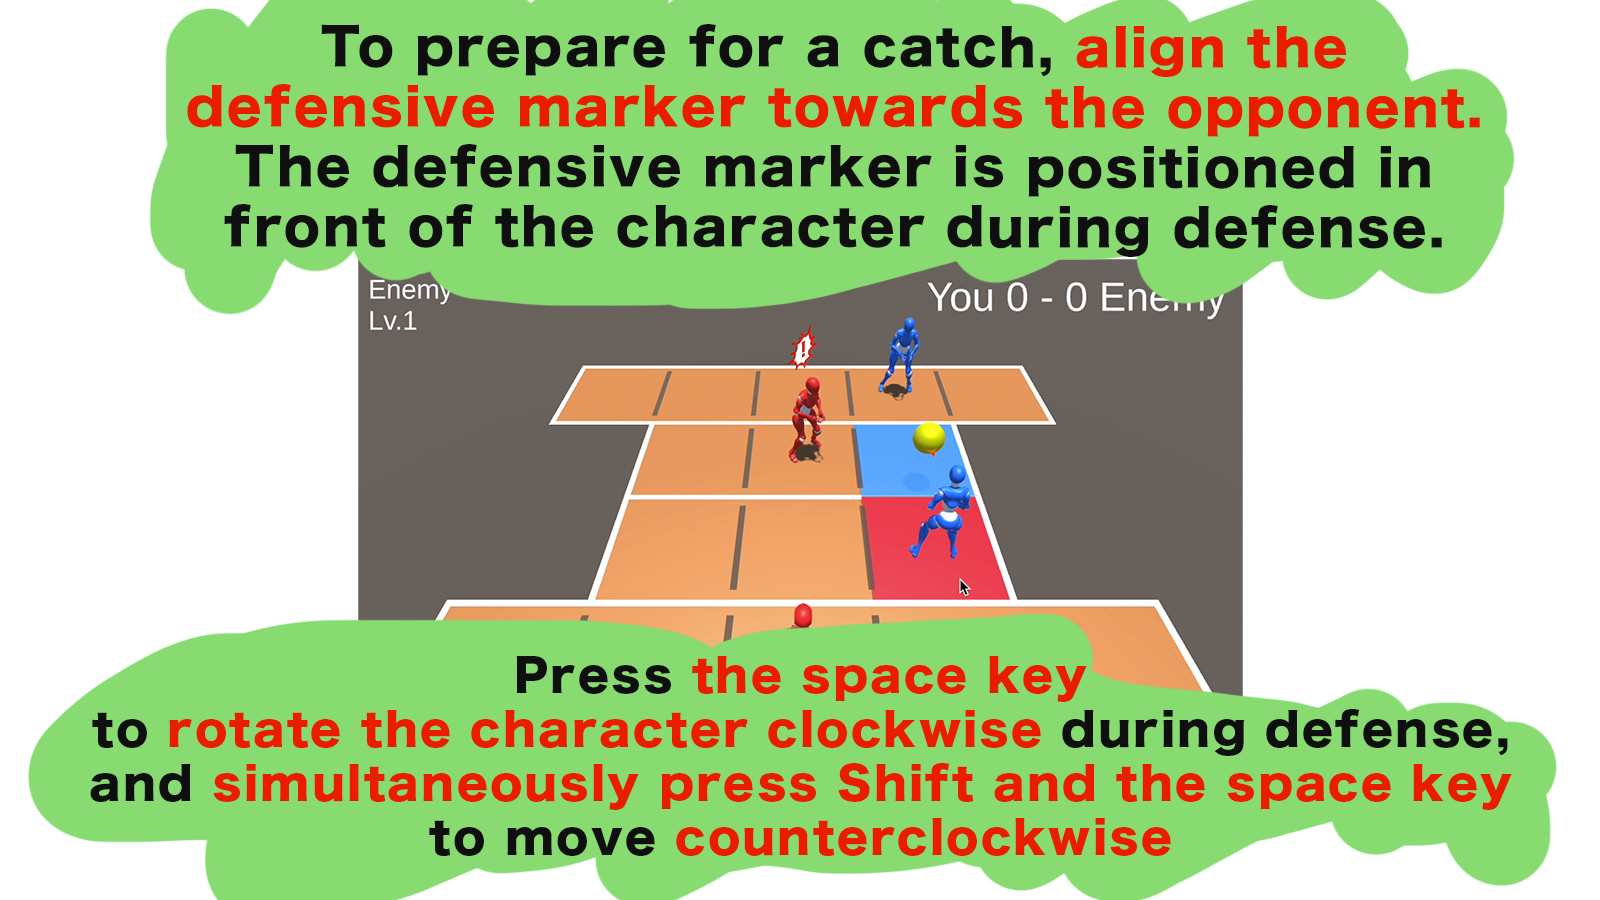 To prepare for a catch, align the
defensive marker towards the opponent.
The defensive marker is positioned in
front of the character during defense.
Enemy
Lv.1
You 0 - 0 Enemy
!
Press the space key
to rotate the character clockwise during defense,
and simultaneously press Shift and the space key
to move counterclockwise